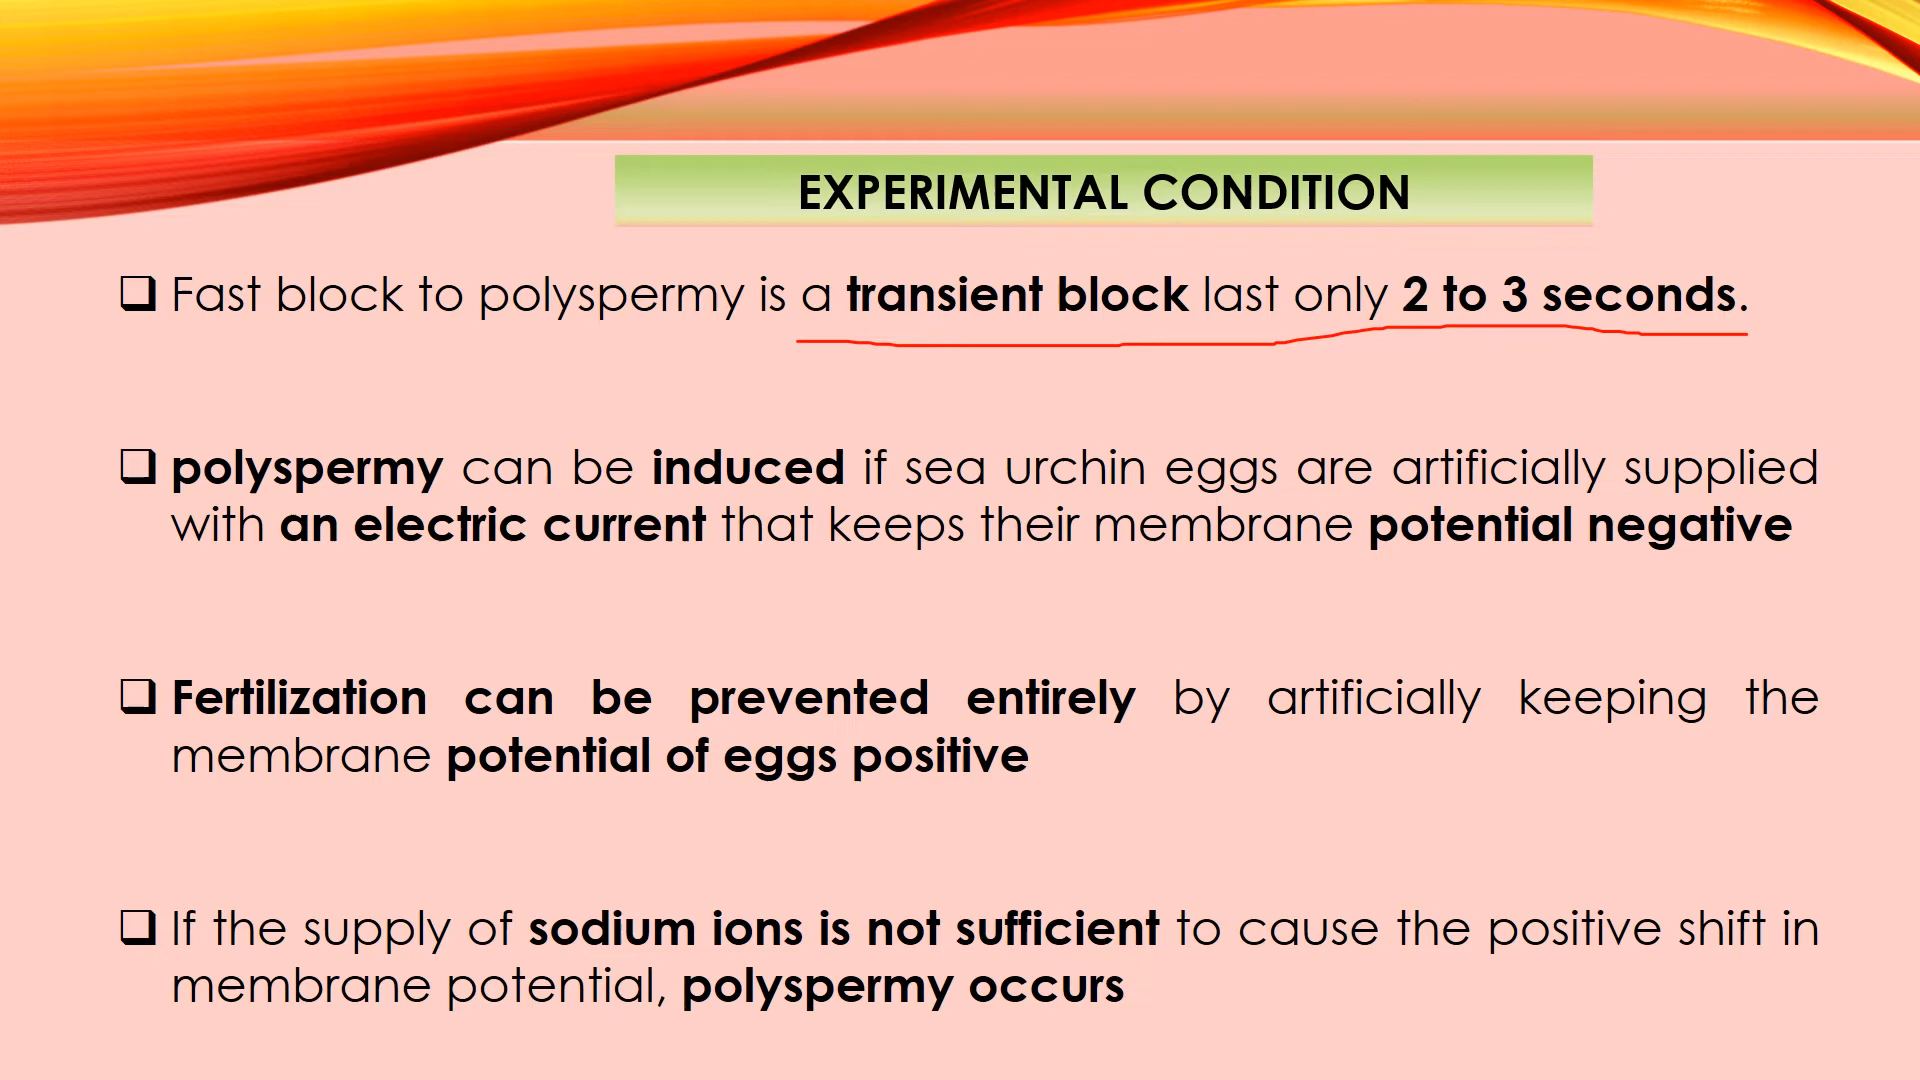 EXPERIMENTAL CONDITION
Fast block to polyspermy is a transient block last only 2 to 3 seconds.
polyspermy can be induced if sea urchin eggs are artificially supplied
with an electric current that keeps their membrane potential negative
Fertilization can be prevented entirely by artificially keeping the
membrane potential of eggs positive
If the supply of sodium ions is not sufficient to cause the positive shift in
membrane potential, polyspermy occurs